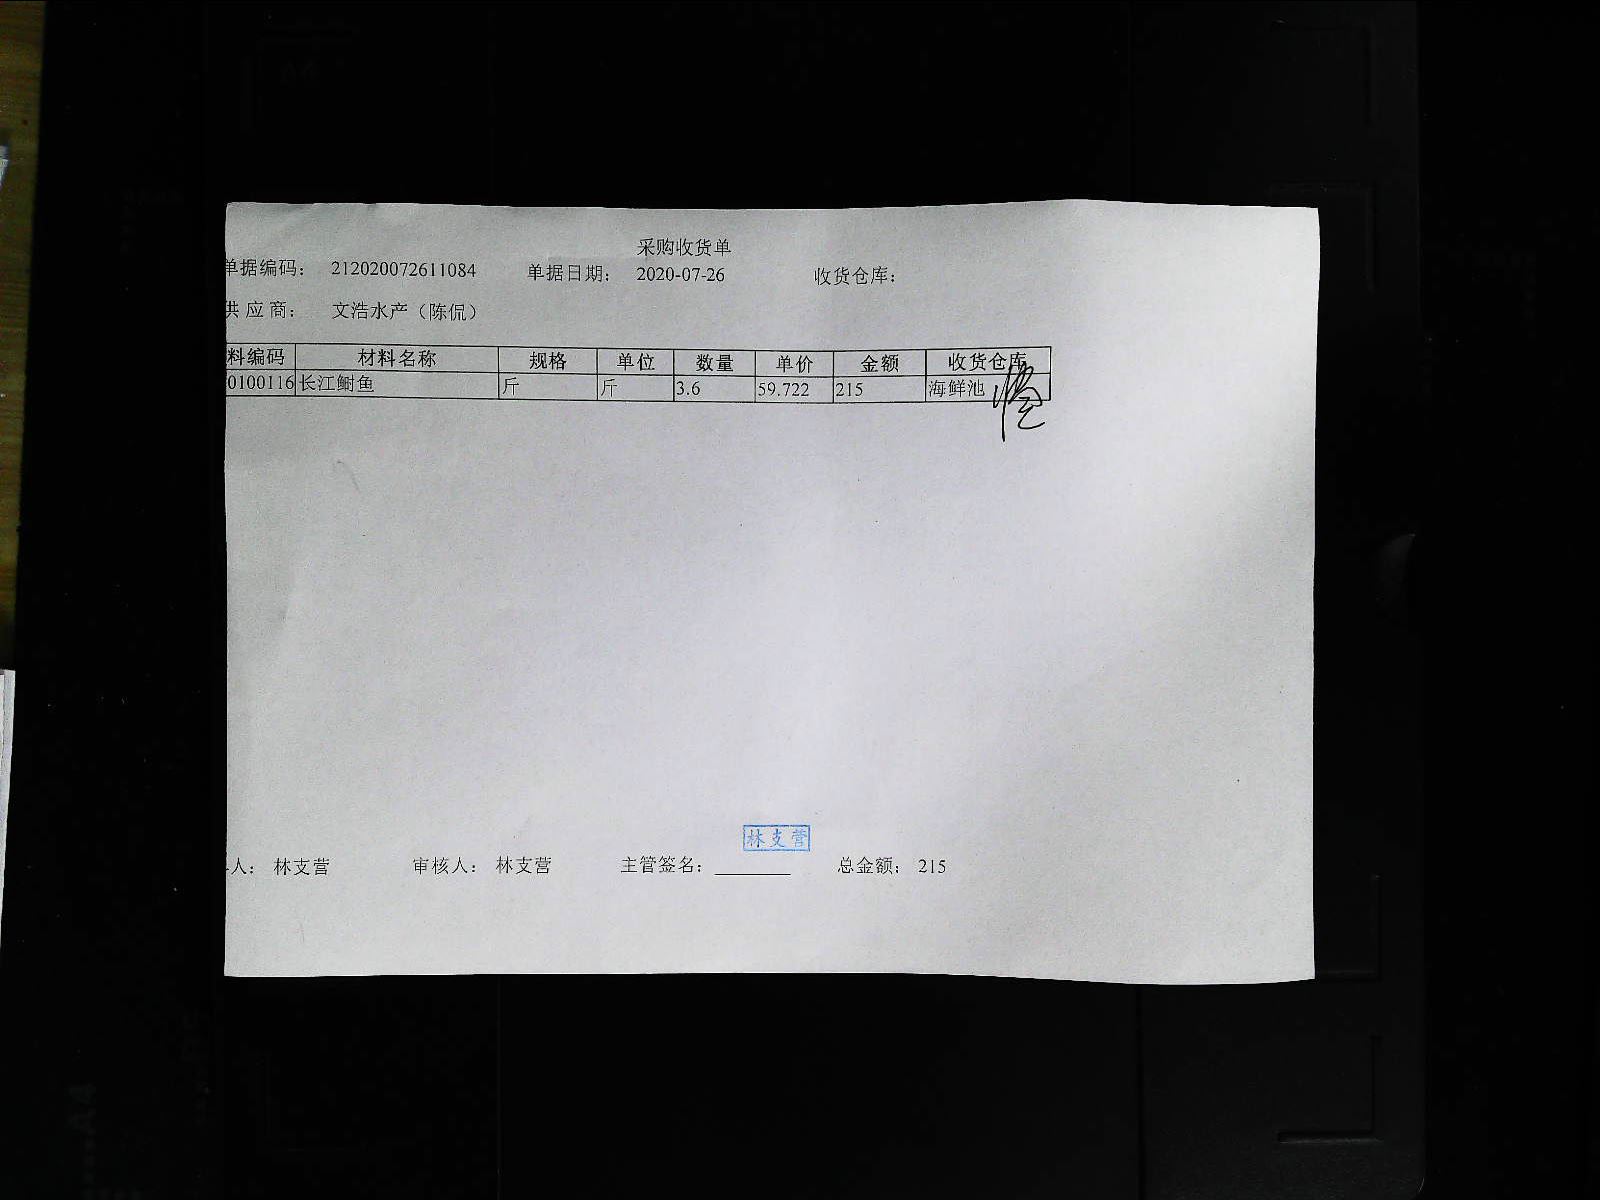 采购收货单
单据编码： 212020072611084 单据日期： 2020-07-26 收货仓库：
供 应 商： 文浩水产（陈侃）
料编码 材料名称 规格 单位 数量 单价 金额 收货仓库
0100116 长江鲥鱼 斤 斤 3.6 59.722 215 海鲜池
林支营
人： 林支营 审核人： 林支营 主管签名： 总金额： 215